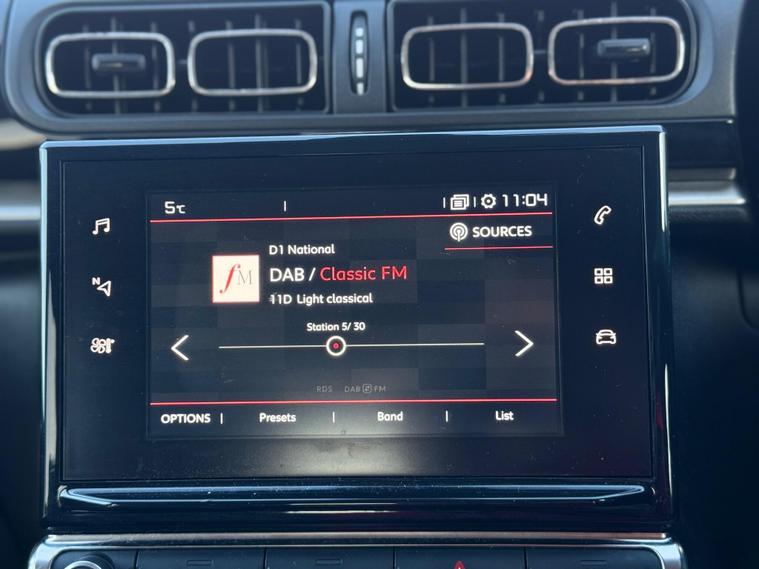 5℃
11:04
SOURCES
D1 National
fM
DAB / Classic FM
11D Light classical
Station 5/ 30
N
RDS DAB FM
OPTIONS | Presets | Band | List